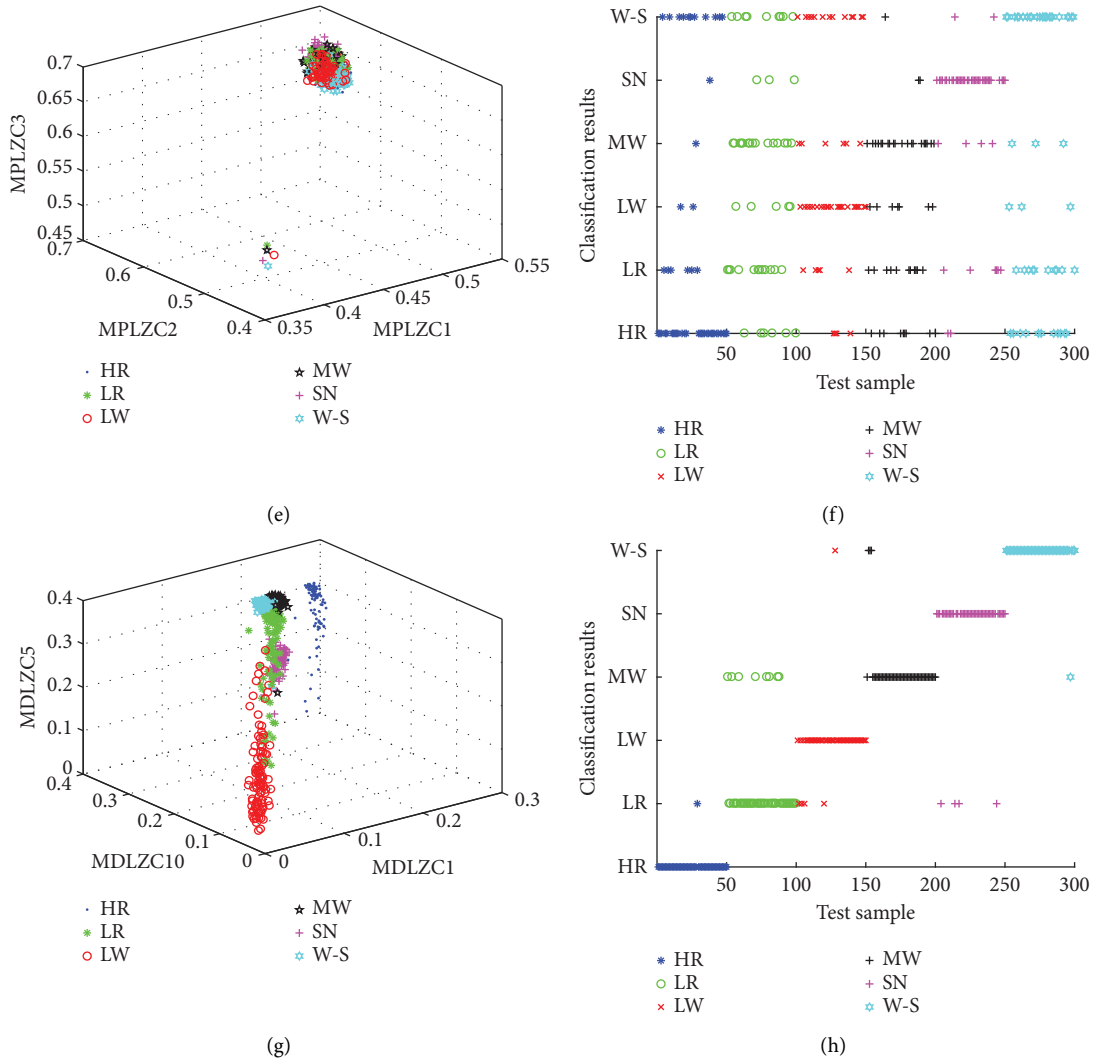 MPLZC3
0.7
0.65
0.6
0.55
0.5
0.45
0.7
0.6
0.5
0.4
MPLZC2
0.35
0.4
0.45
0.5
0.55
MPLZC1
HR
LR
LW
MW
SN
W-S
(e)
Classification results
W-S
SN
MW
LW
LR
HR
50 100 150 200 250 300
Test sample
HR
LR
LW
MW
SN
W-S
(f)
MDLZC5
0.4
0.3
0.2
0.1
0
0.4
0.3
0.2
0.1
0
MDLZC10
0
0.1
0.2
0.3
MDLZC1
HR
LR
LW
MW
SN
W-S
(g)
Classification results
W-S
SN
MW
LW
LR
HR
50 100 150 200 250 300
Test sample
HR
LR
LW
MW
SN
W-S
(h)